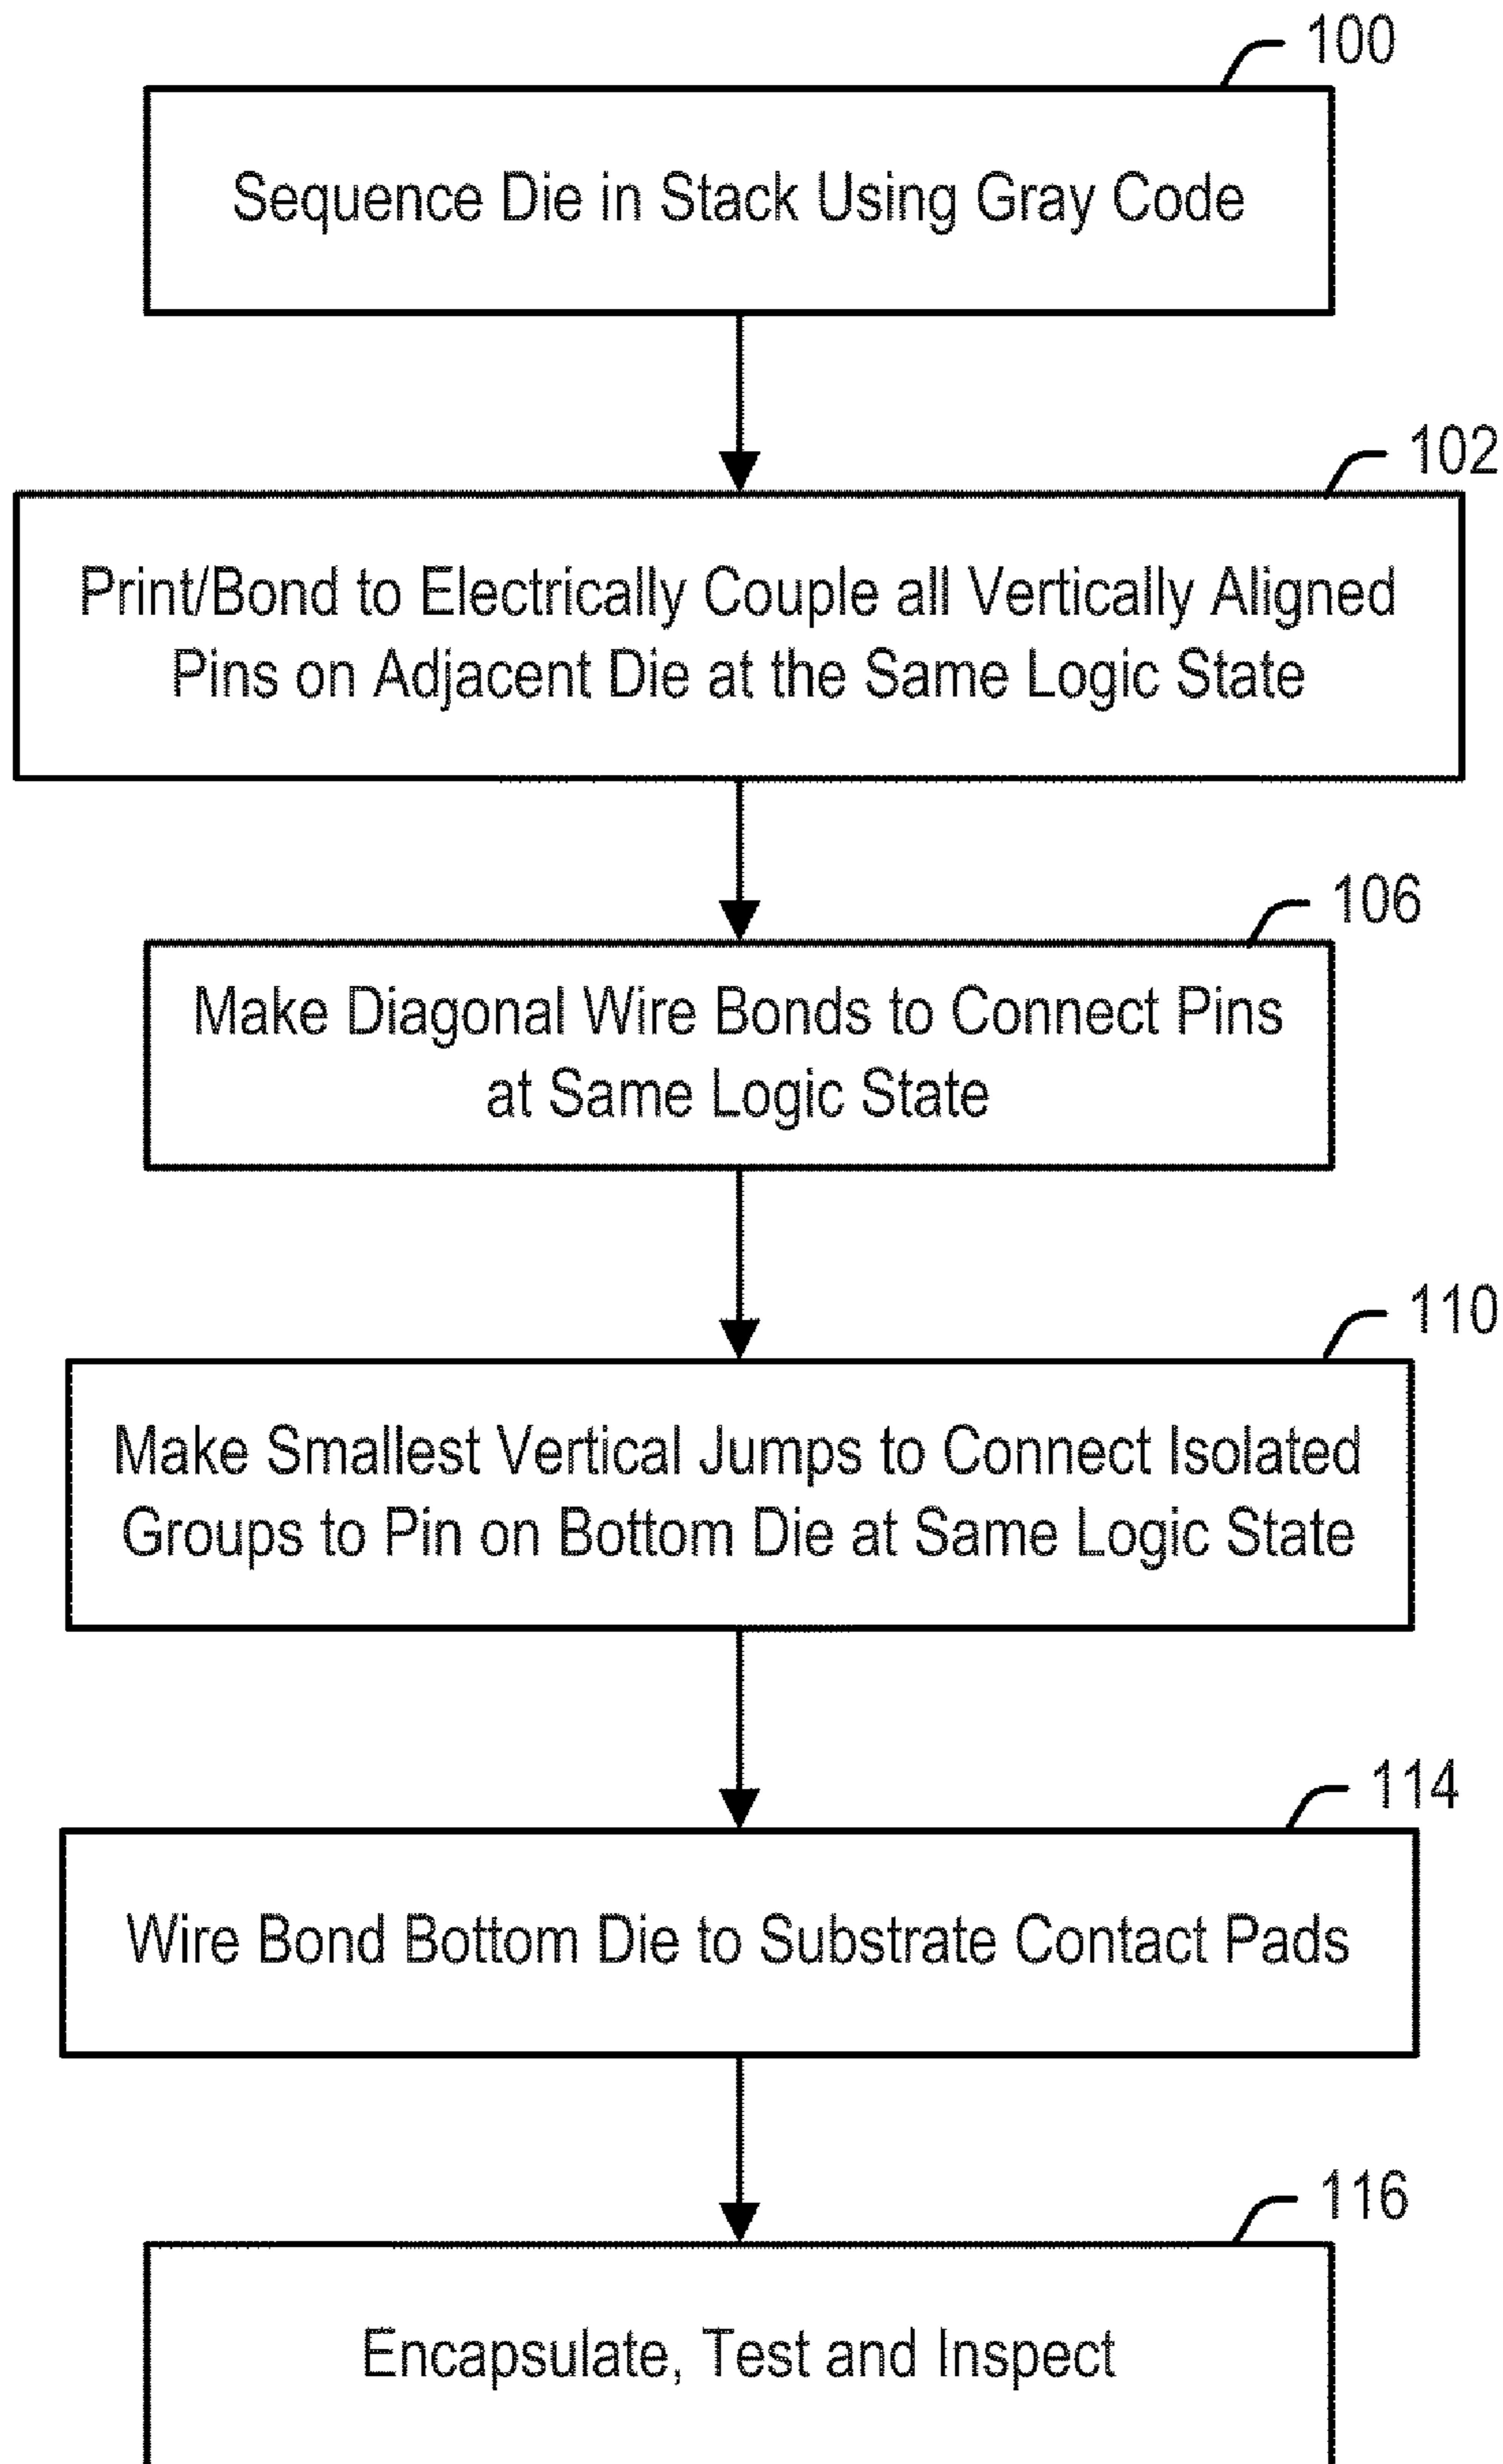 100
Sequence Die in Stack Using Gray Code
102
Print/Bond to Electrically Couple all Vertically Aligned
Pins on Adjacent Die at the Same Logic State
106
Make Diagonal Wire Bonds to Connect Pins
at Same Logic State
110
Make Smallest Vertical Jumps to Connect Isolated
Groups to Pin on Bottom Die at Same Logic State
114
Wire Bond Bottom Die to Substrate Contact Pads
116
Encapsulate, Test and Inspect